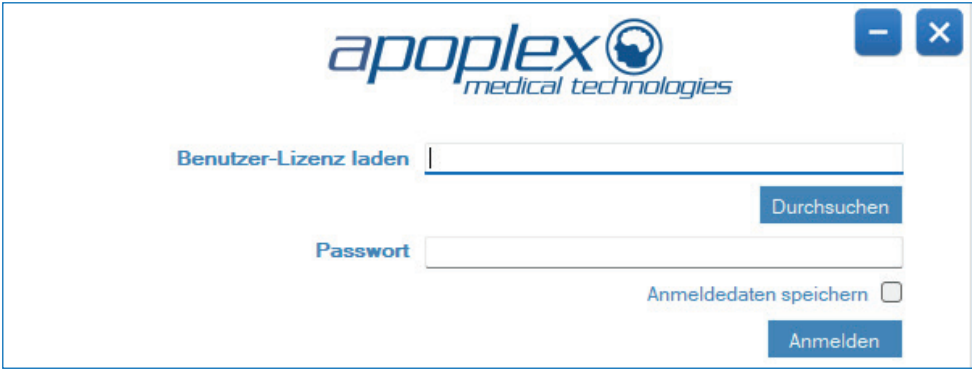 apoplex
medical technologies
Benutzer-Lizenz laden
Durchsuchen
Passwort
Anmeldedaten speichern
Anmelden